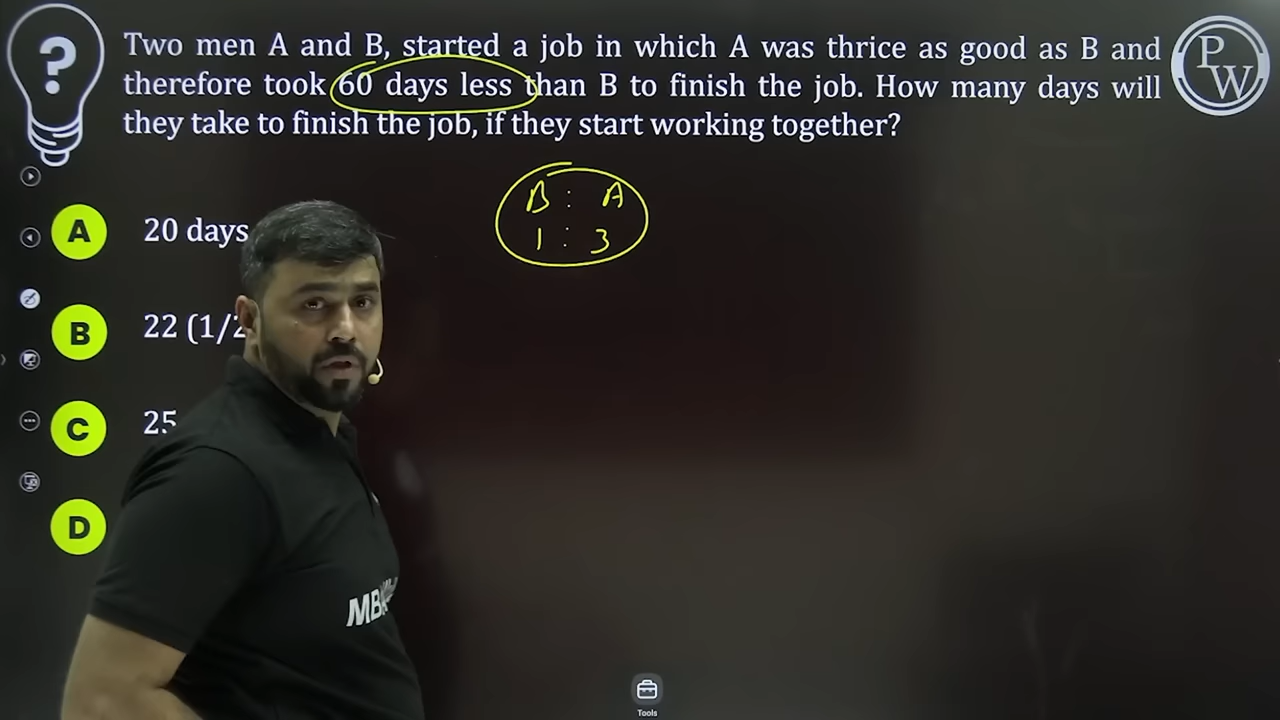 Two men A and B, started a job in which A was thrice as good as B and
therefore took 60 days less than B to finish the job. How many days will
they take to finish the job, if they start working together?
P
W
?
B : A
1 : 3
A 20 days
B 22 (1/2
C 25
D
MB
Tools